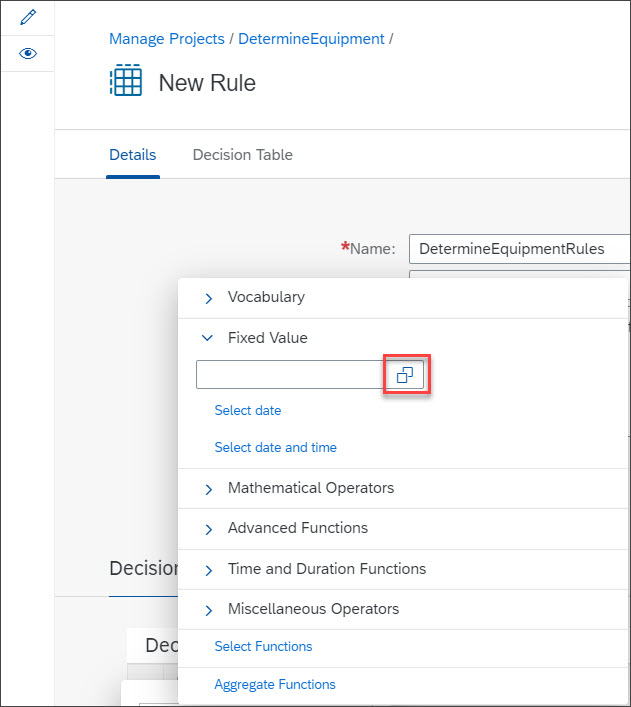 Manage Projects / DetermineEquipment /
New Rule
Details Decision Table
*Name: DetermineEquipmentRules
Vocabulary
Fixed Value
Select date
Select date and time
Mathematical Operators
Advanced Functions
Decision
Time and Duration Functions
Miscellaneous Operators
Dec
Select Functions
Aggregate Functions